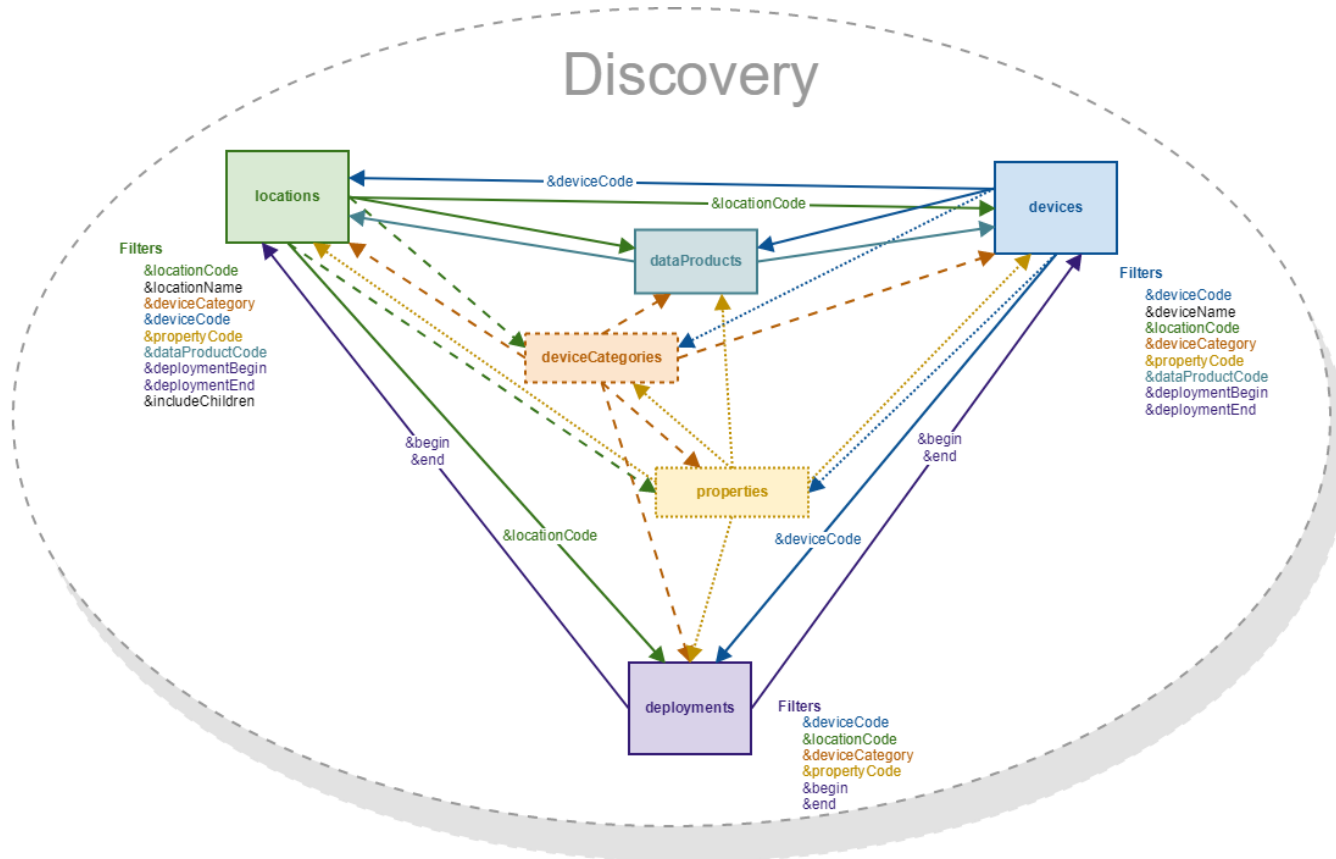 Discovery
locations
&deviceCode
&locationCode
devices
dataProducts
Filters
&locationCode
&locationName
&deviceCategory
&deviceCode
&propertyCode
&dataProductCode
&deploymentBegin
&deploymentEnd
&includeChildren
Filters
&deviceCode
&deviceName
&locationCode
&deviceCategory
&propertyCode
&dataProductCode
&deploymentBegin
&deploymentEnd
deviceCategories
&begin
&end
&begin
&end
properties
&locationCode
&deviceCode
deployments
Filters
&deviceCode
&locationCode
&deviceCategory
&propertyCode
&begin
&end